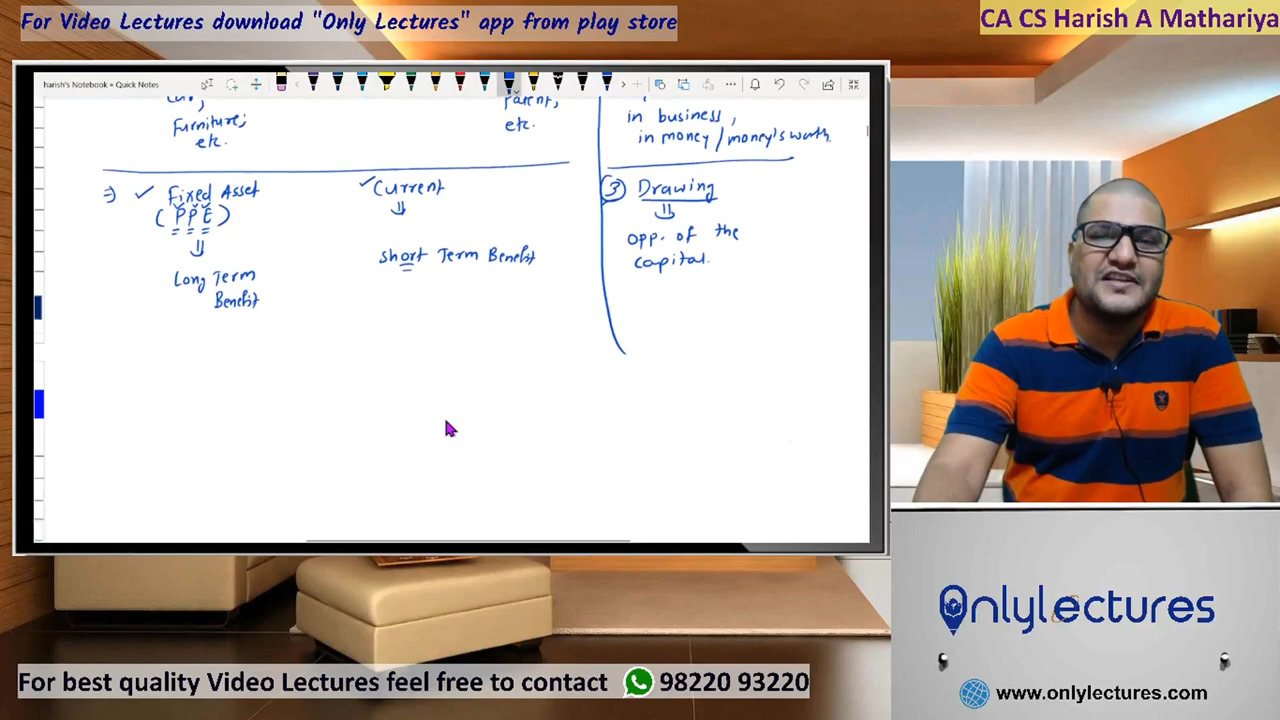 For Video Lectures download "Only Lectures" app from play store
CA CS Harish A Mathariya
harish's Notebook » Quick Notes
Furniture,
etc.
Patent,
etc.
in business,
in money / money's worth
⇒ ✓ Fixed Asset
(PPE)
⇓
Long Term
Benefit
✓ Current
⇓
short Term Benefit
③ Drawing
⇓
opp. of the
capital.
Onlylectures
www.onlylectures.com
For best quality Video Lectures feel free to contact 98220 93220